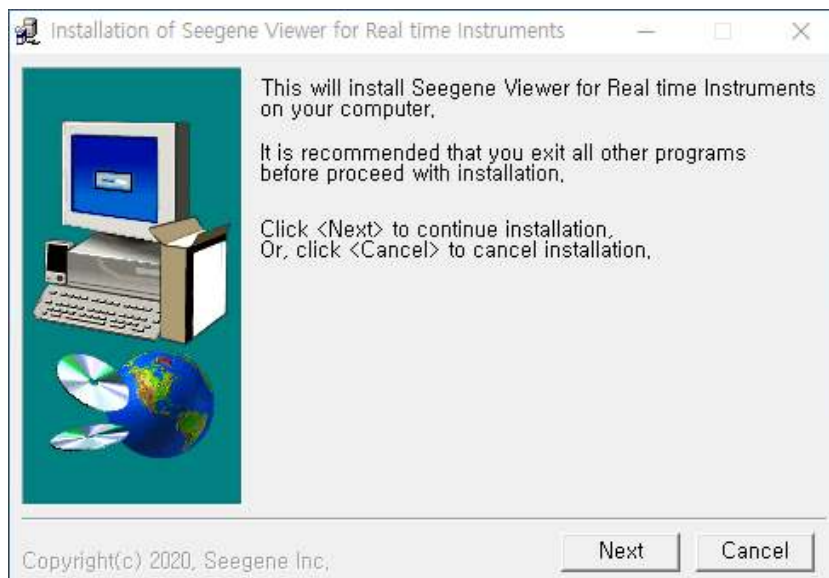 Installation of Seegene Viewer for Real time Instruments
This will install Seegene Viewer for Real time Instruments
on your computer,
It is recommended that you exit all other programs
before proceed with installation,
Click <Next> to continue installation,
Or, click <Cancel> to cancel installation,
Copyright(c) 2020, Seegene Inc,
Next
Cancel